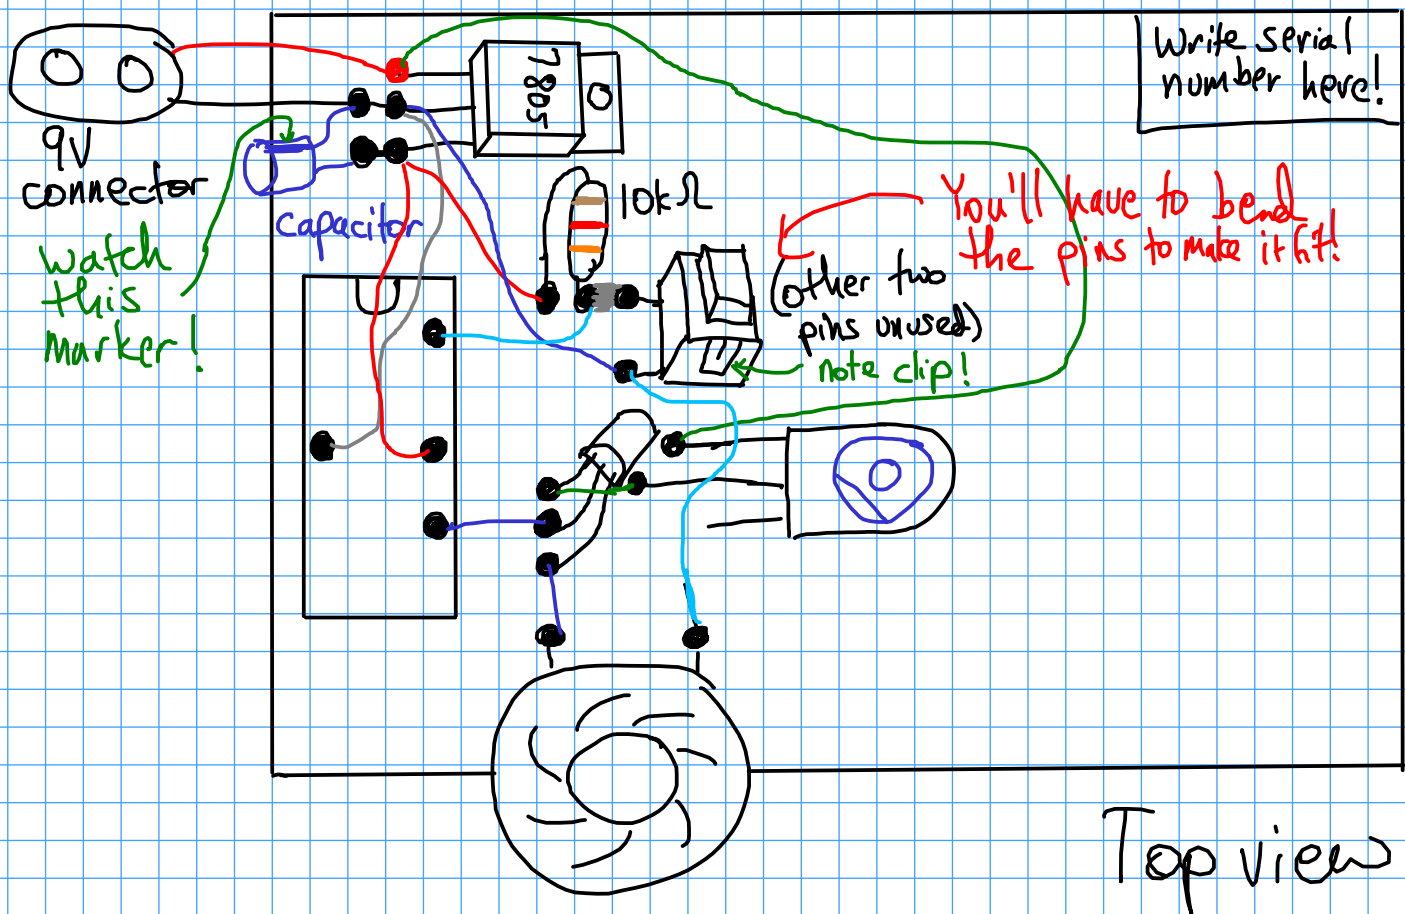 Write serial
number here!
7805
9V
connector
capacitor
watch
this
marker!
10kΩ
You'll have to bend
the pins to make it fit!
(other two
pins unused)
note clip!
Top view